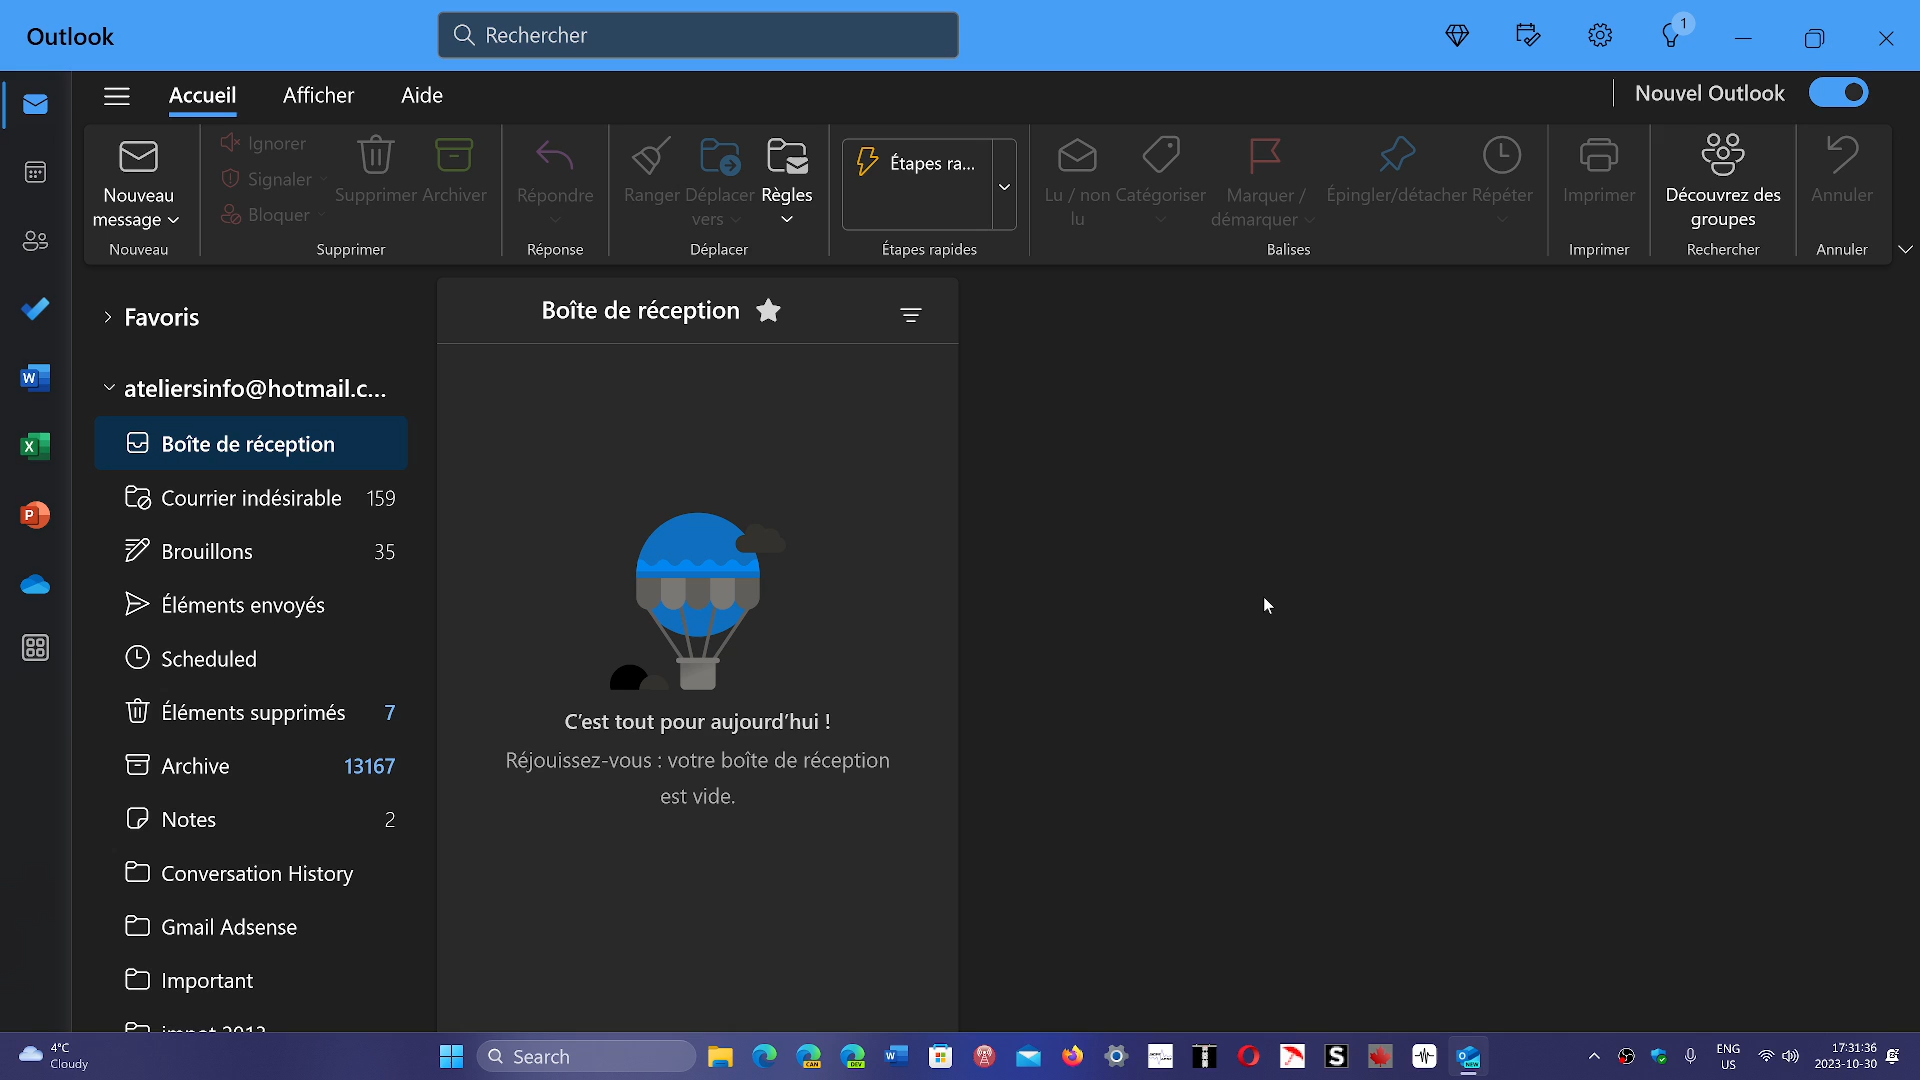 Outlook
Rechercher
1
Accueil
Afficher
Aide
Nouvel Outlook
Nouveau
message
Nouveau
Ignorer
Signaler
Bloquer
Supprimer
Archiver
Supprimer
Répondre
Réponse
Ranger
Déplacer
vers
Règles
Déplacer
Étapes ra...
Étapes rapides
Lu / non
lu
Catégoriser
Marquer /
démarquer
Épingler/détacher
Répéter
Balises
Imprimer
Imprimer
Découvrez des
groupes
Rechercher
Annuler
Annuler
Favoris
ateliersinfo@hotmail.c...
Boîte de réception
Courrier indésirable 159
Brouillons 35
Éléments envoyés
Scheduled
Éléments supprimés 7
Archive 13167
Notes 2
Conversation History
Gmail Adsense
Important
Boîte de réception
C'est tout pour aujourd'hui !
Réjouissez-vous : votre boîte de réception
est vide.
W
X
P
4°C
Cloudy
Search
CAN
DEV
W
S
NEW
ENG
US
17:31:36
2023-10-30